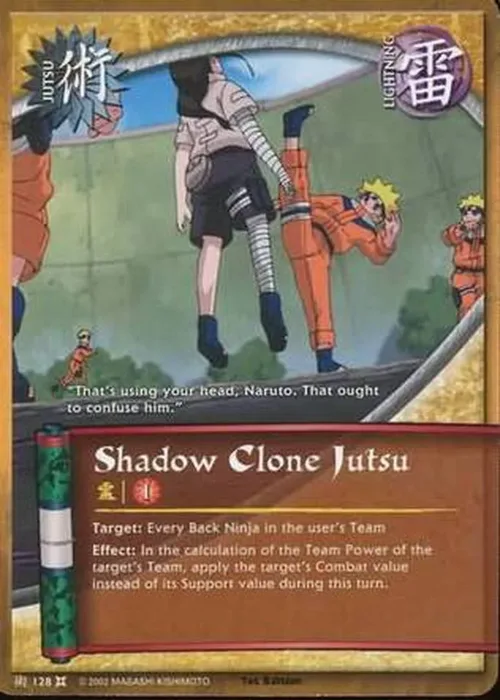 JUTSU
術
LIGHTNING
雷
"That's using your head, Naruto. That ought
to confuse him."
Shadow Clone Jutsu
Target: Every Back Ninja in the user's Team
Effect: In the calculation of the Team Power of the
target's Team, apply the target's Combat value
instead of its Support value during this turn.
術 128 © 2002 MASASHI KISHIMOTO 1st Edition